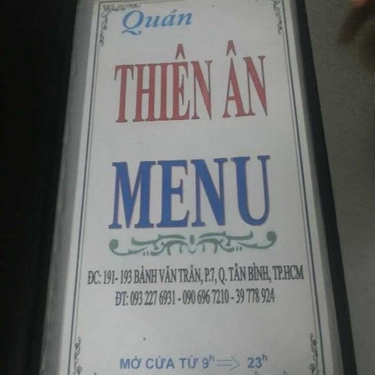 Quán
THIÊN ÂN
MENU
ĐC: 191- 193 BÀNH VĂN TRÂN, P.7, Q. TÂN BÌNH, TP.HCM
ĐT: 093 227 6931 - 090 696 7210 - 39 778 924
MỞ CỬA TỪ 9h => 23h